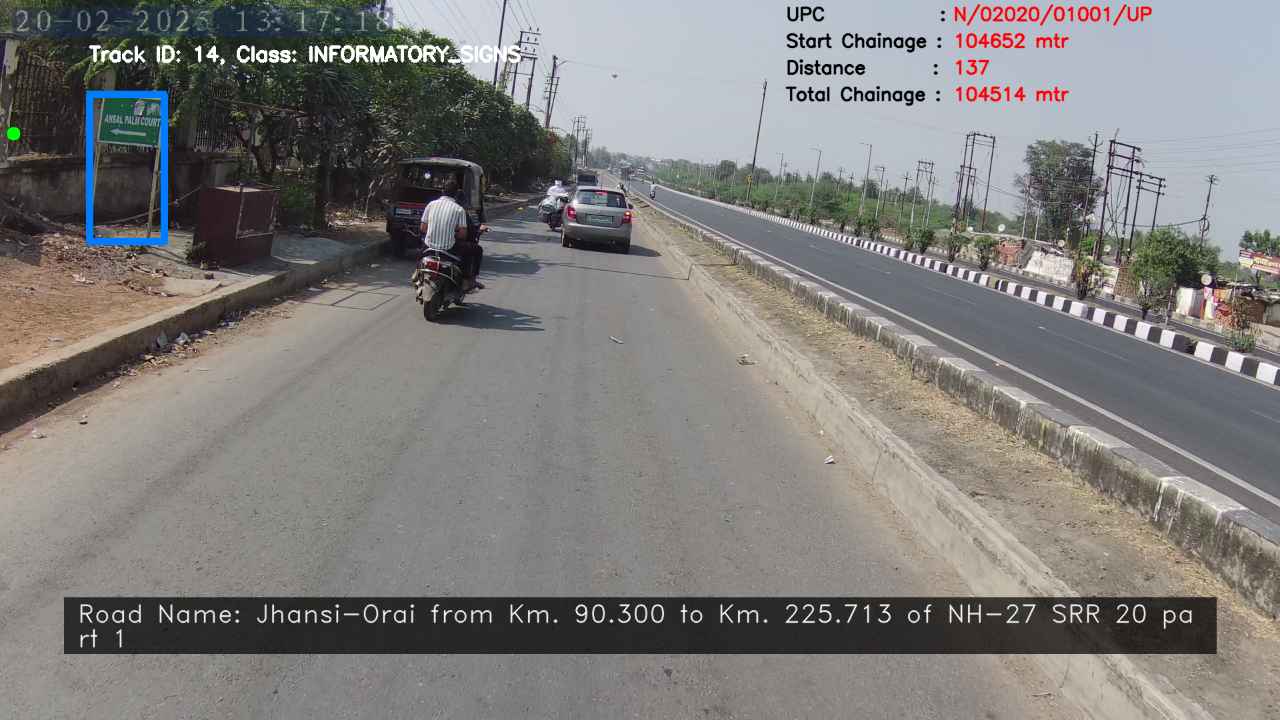 20-02-2025 13:17:18
Track ID: 14, Class: INFORMATORY_SIGNS
UPC : N/02020/01001/UP
Start Chainage : 104652 mtr
Distance : 137
Total Chainage : 104514 mtr
ANSAL PALM COURT
Road Name: Jhansi-Orai from Km. 90.300 to Km. 225.713 of NH-27 SRR 20 pa
rt 1